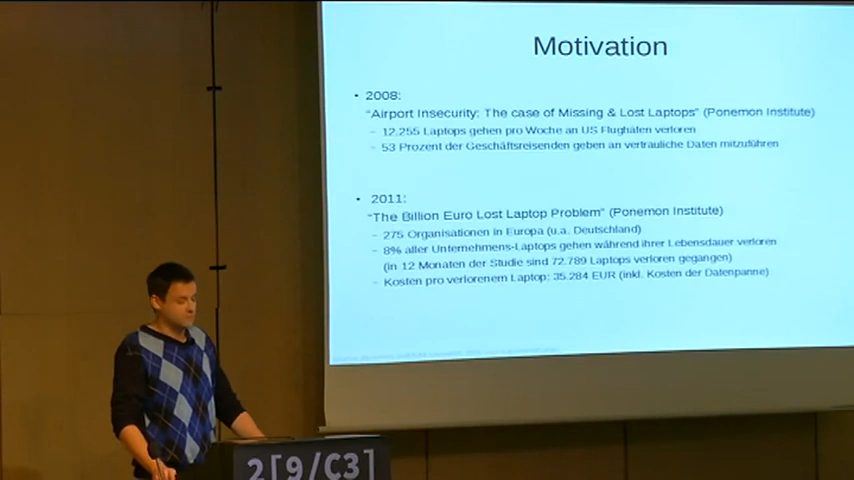 Motivation
• 2008:
"Airport Insecurity: The case of Missing & Lost Laptops" (Ponemon Institute)
– 12.255 Laptops gehen pro Woche an US Flughäfen verloren
– 53 Prozent der Geschäftsreisenden geben an vertrauliche Daten mitzuführen
• 2011:
"The Billion Euro Lost Laptop Problem" (Ponemon Institute)
– 275 Organisationen in Europa (u.a. Deutschland)
– 8% aller Unternehmens-Laptops gehen während ihrer Lebensdauer verloren
(in 12 Monaten der Studie sind 72.789 Laptops verloren gegangen)
– Kosten pro verlorenem Laptop: 35.284 EUR (inkl. Kosten der Datenpanne)
2[9/C3]